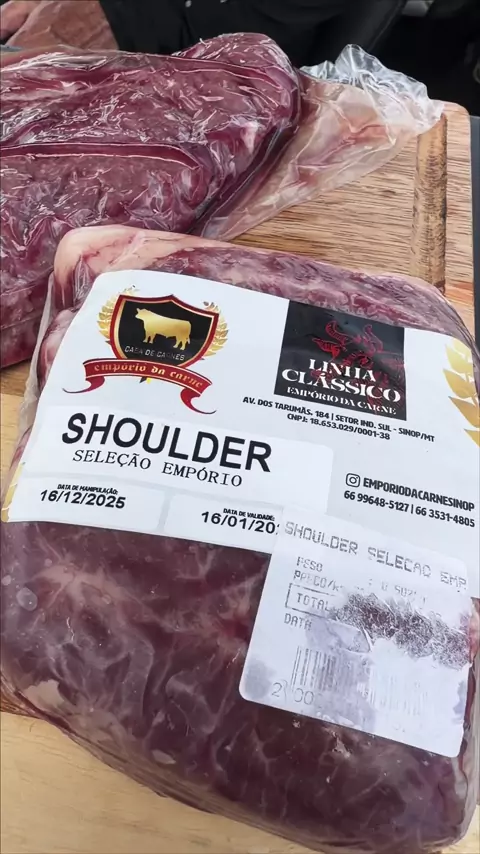 CASA DE CARNES
empório da carne
LINHA
CLÁSSICO
EMPÓRIO DA CARNE
AV. DOS TARUMÃS, 184 | SETOR IND. SUL - SINOP/MT
CNPJ: 18.653.029/0001-38
SHOULDER
SELEÇÃO EMPÓRIO
EMPORIODACARNESINOP
66 99648-5127 | 66 3531-4805
DATA DE MANIPULAÇÃO:
16/12/2025
DATA DE VALIDADE:
16/01/20
SHOULDER SELECAO EMP
PESO
PRECO/K
TOTAL
DATA